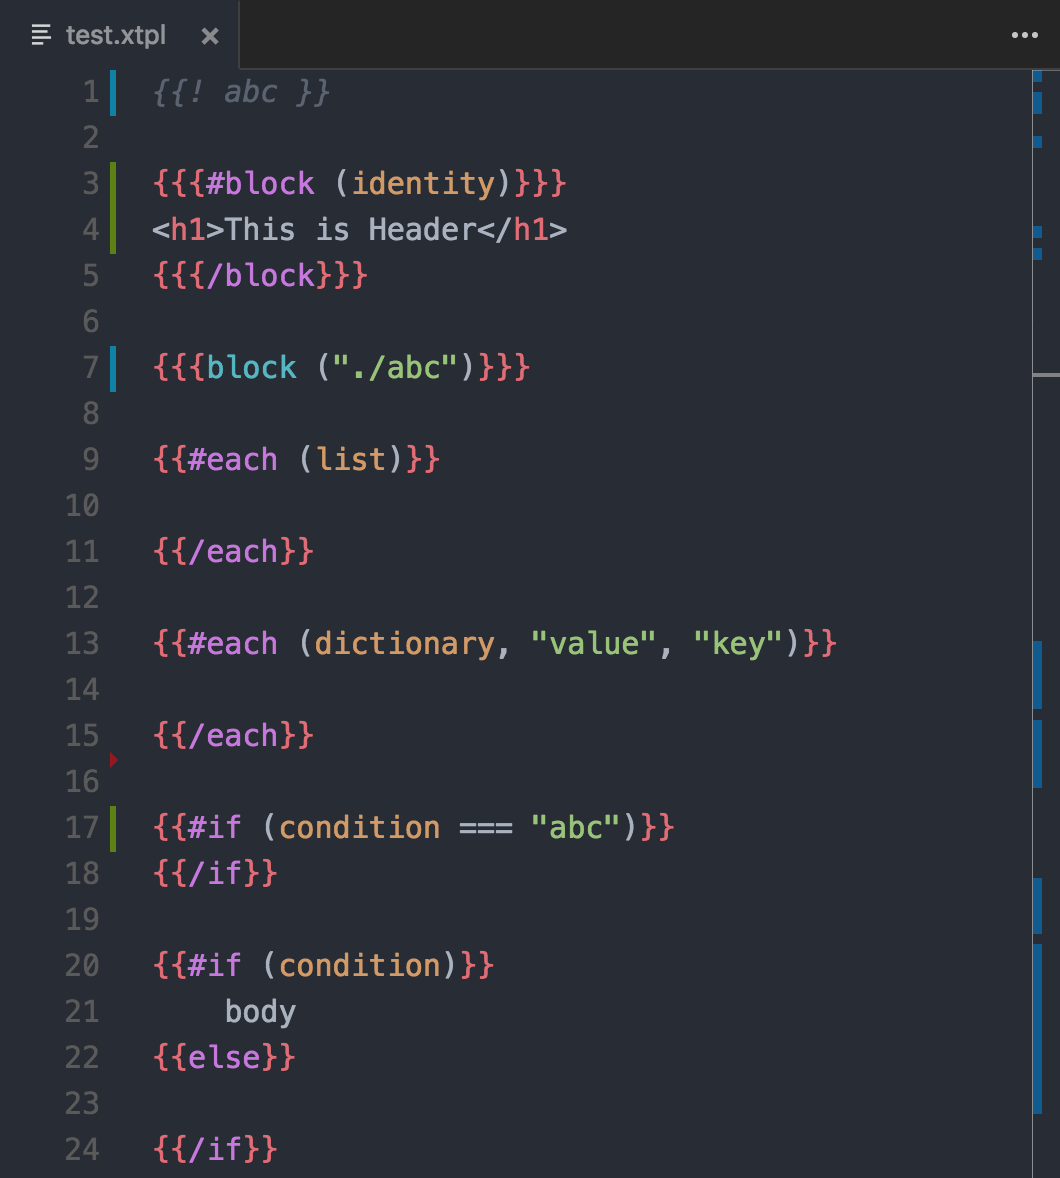 test.xtpl ×
1 {{! abc }}
2
3 {{{#block (identity)}}}
4 <h1>This is Header</h1>
5 {{{/block}}}
6
7 {{{block ("./abc")}}}
8
9 {{#each (list)}}
10
11 {{/each}}
12
13 {{#each (dictionary, "value", "key")}}
14
15 {{/each}}
16
17 {{#if (condition === "abc")}}
18 {{/if}}
19
20 {{#if (condition)}}
21     body
22 {{else}}
23
24 {{/if}}